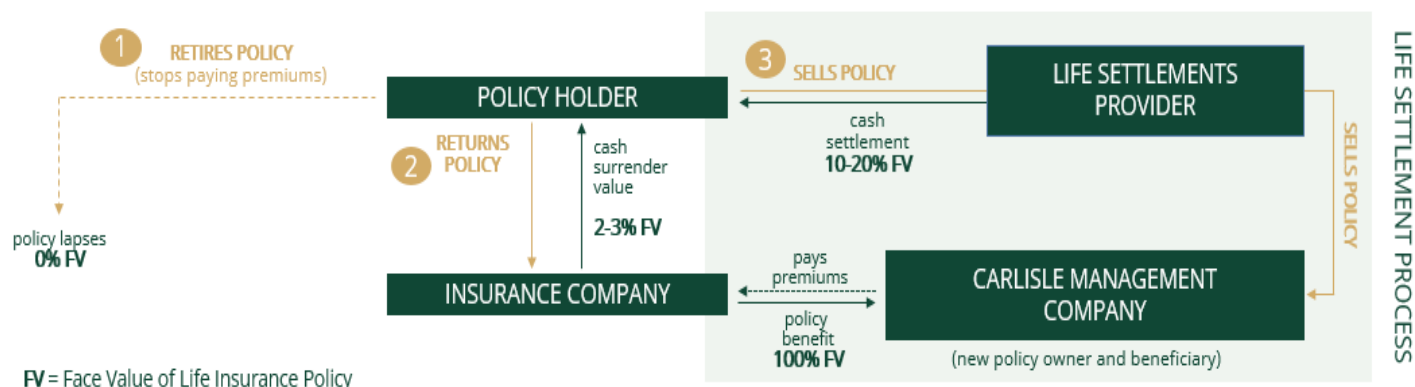 1
RETIRES POLICY
(stops paying premiums)
policy lapses
0% FV
POLICY HOLDER
2
RETURNS
POLICY
cash
surrender
value
2-3% FV
INSURANCE COMPANY
3
SELLS POLICY
cash
settlement
10-20% FV
LIFE SETTLEMENTS
PROVIDER
SELLS POLICY
pays
premiums
policy
benefit
100% FV
CARLISLE MANAGEMENT
COMPANY
(new policy owner and beneficiary)
LIFE SETTLEMENT PROCESS
FV = Face Value of Life Insurance Policy